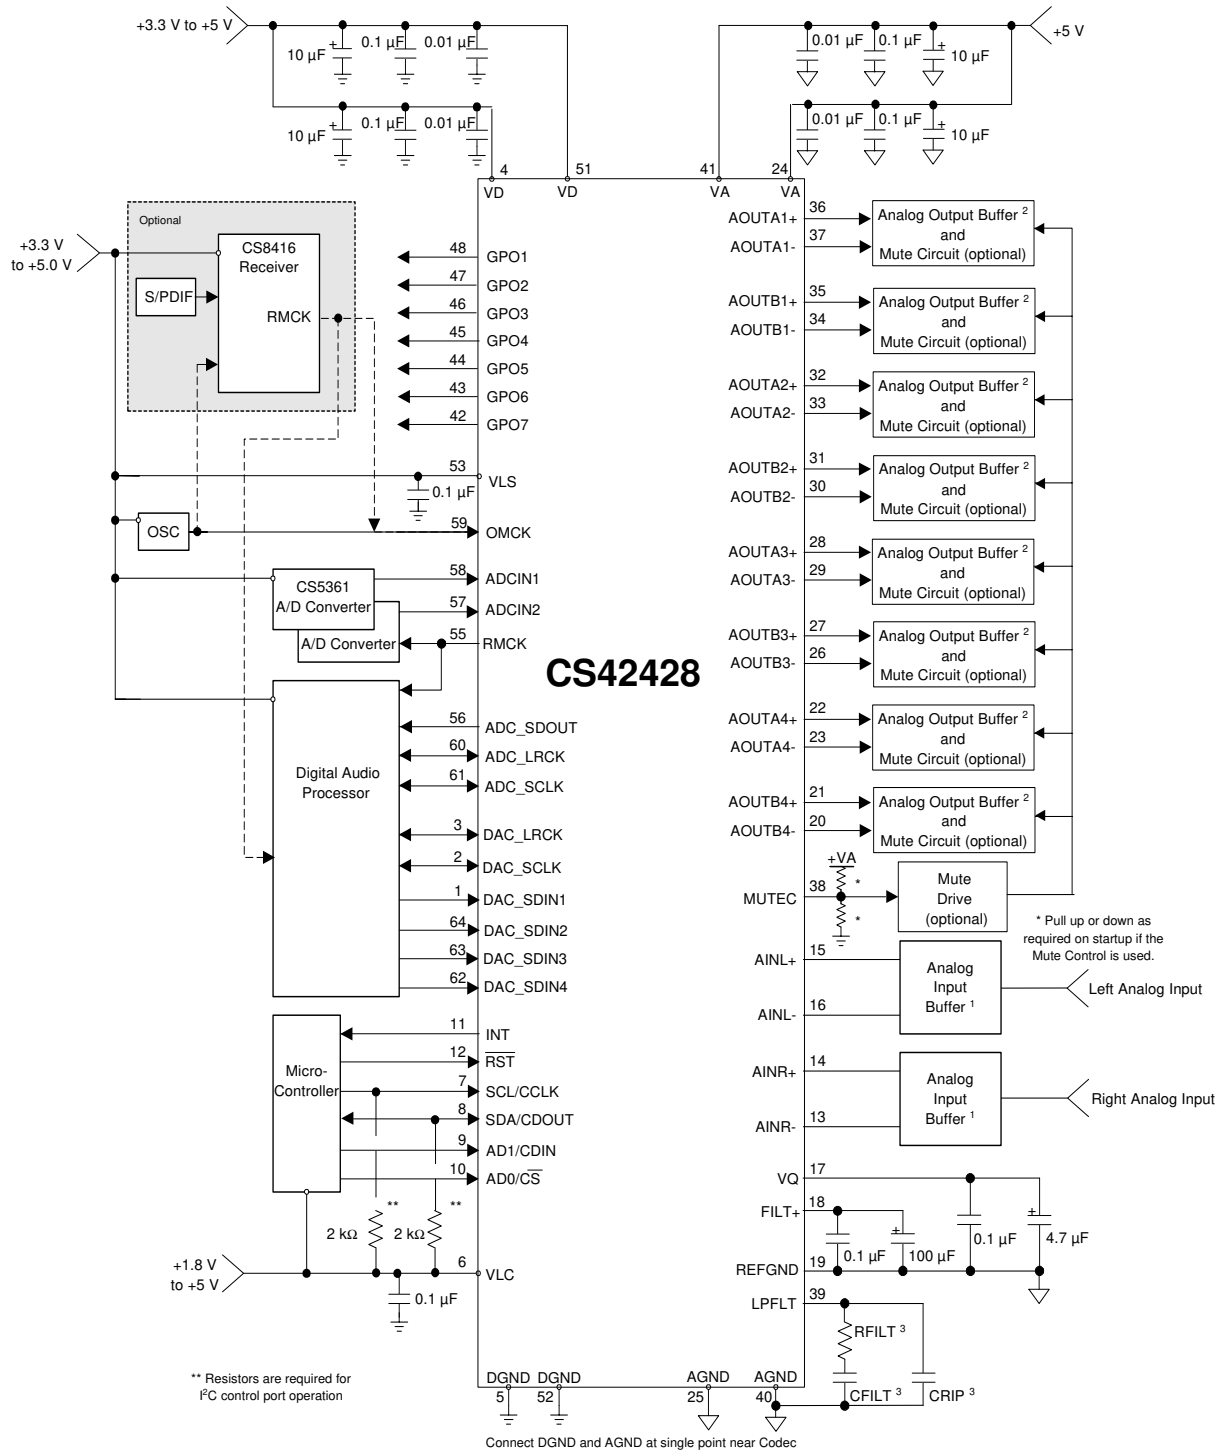 +3.3 V to +5 V
10 µF
+
0.1 µF
0.01 µF
10 µF
+
0.1 µF
0.01 µF
+5 V
0.01 µF
0.1 µF
+
10 µF
0.01 µF
0.1 µF
+
10 µF
4
51
41
24
VD
VD
VA
VA
Optional
+3.3 V
to +5.0 V
CS8416
Receiver
S/PDIF
RMCK
48
GPO1
47
GPO2
46
GPO3
45
GPO4
44
GPO5
43
GPO6
42
GPO7
53
VLS
0.1 µF
OSC
59
OMCK
CS5361
A/D Converter
A/D Converter
58
ADCIN1
57
ADCIN2
55
RMCK
CS42428
Digital Audio
Processor
56
ADC_SDOUT
60
ADC_LRCK
61
ADC_SCLK
3
DAC_LRCK
2
DAC_SCLK
1
DAC_SDIN1
64
DAC_SDIN2
63
DAC_SDIN3
62
DAC_SDIN4
Micro-
Controller
11
INT
12
RST
7
SCL/CCLK
8
SDA/CDOUT
9
AD1/CDIN
10
AD0/CS
**
**
2 kΩ
2 kΩ
+1.8 V
to +5 V
6
VLC
0.1 µF
** Resistors are required for
I²C control port operation
AOUTA1+
36
AOUTA1-
37
Analog Output Buffer ²
and
Mute Circuit (optional)
AOUTB1+
35
AOUTB1-
34
Analog Output Buffer ²
and
Mute Circuit (optional)
AOUTA2+
32
AOUTA2-
33
Analog Output Buffer ²
and
Mute Circuit (optional)
AOUTB2+
31
AOUTB2-
30
Analog Output Buffer ²
and
Mute Circuit (optional)
AOUTA3+
28
AOUTA3-
29
Analog Output Buffer ²
and
Mute Circuit (optional)
AOUTB3+
27
AOUTB3-
26
Analog Output Buffer ²
and
Mute Circuit (optional)
AOUTA4+
22
AOUTA4-
23
Analog Output Buffer ²
and
Mute Circuit (optional)
AOUTB4+
21
AOUTB4-
20
Analog Output Buffer ²
and
Mute Circuit (optional)
+VA
*
*
MUTEC
38
Mute
Drive
(optional)
* Pull up or down as
required on startup if the
Mute Control is used.
AINL+
15
AINL-
16
Analog
Input
Buffer ¹
Left Analog Input
AINR+
14
AINR-
13
Analog
Input
Buffer ¹
Right Analog Input
VQ
17
FILT+
18
REFGND
19
0.1 µF
+
100 µF
0.1 µF
+
4.7 µF
LPFLT
39
RFILT ³
CFILT ³
CRIP ³
DGND
DGND
AGND
AGND
5
52
25
40
Connect DGND and AGND at single point near Codec